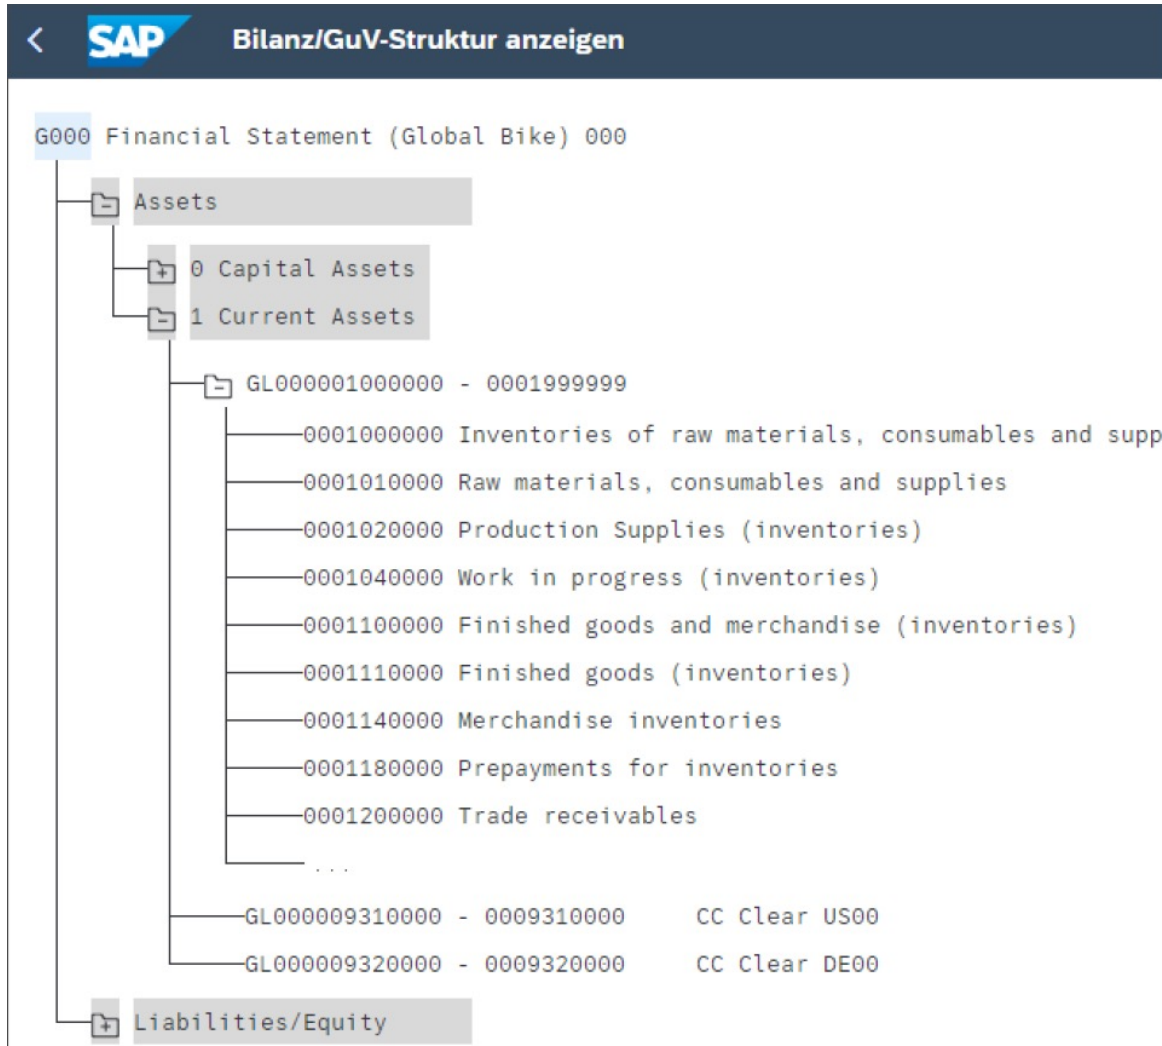 SAP Bilanz/GuV-Struktur anzeigen
G000 Financial Statement (Global Bike) 000
Assets
0 Capital Assets
1 Current Assets
GL000001000000 - 0001999999
0001000000 Inventories of raw materials, consumables and supp
0001010000 Raw materials, consumables and supplies
0001020000 Production Supplies (inventories)
0001040000 Work in progress (inventories)
0001100000 Finished goods and merchandise (inventories)
0001110000 Finished goods (inventories)
0001140000 Merchandise inventories
0001180000 Prepayments for inventories
0001200000 Trade receivables
...
GL000009310000 - 0009310000 CC Clear US00
GL000009320000 - 0009320000 CC Clear DE00
Liabilities/Equity